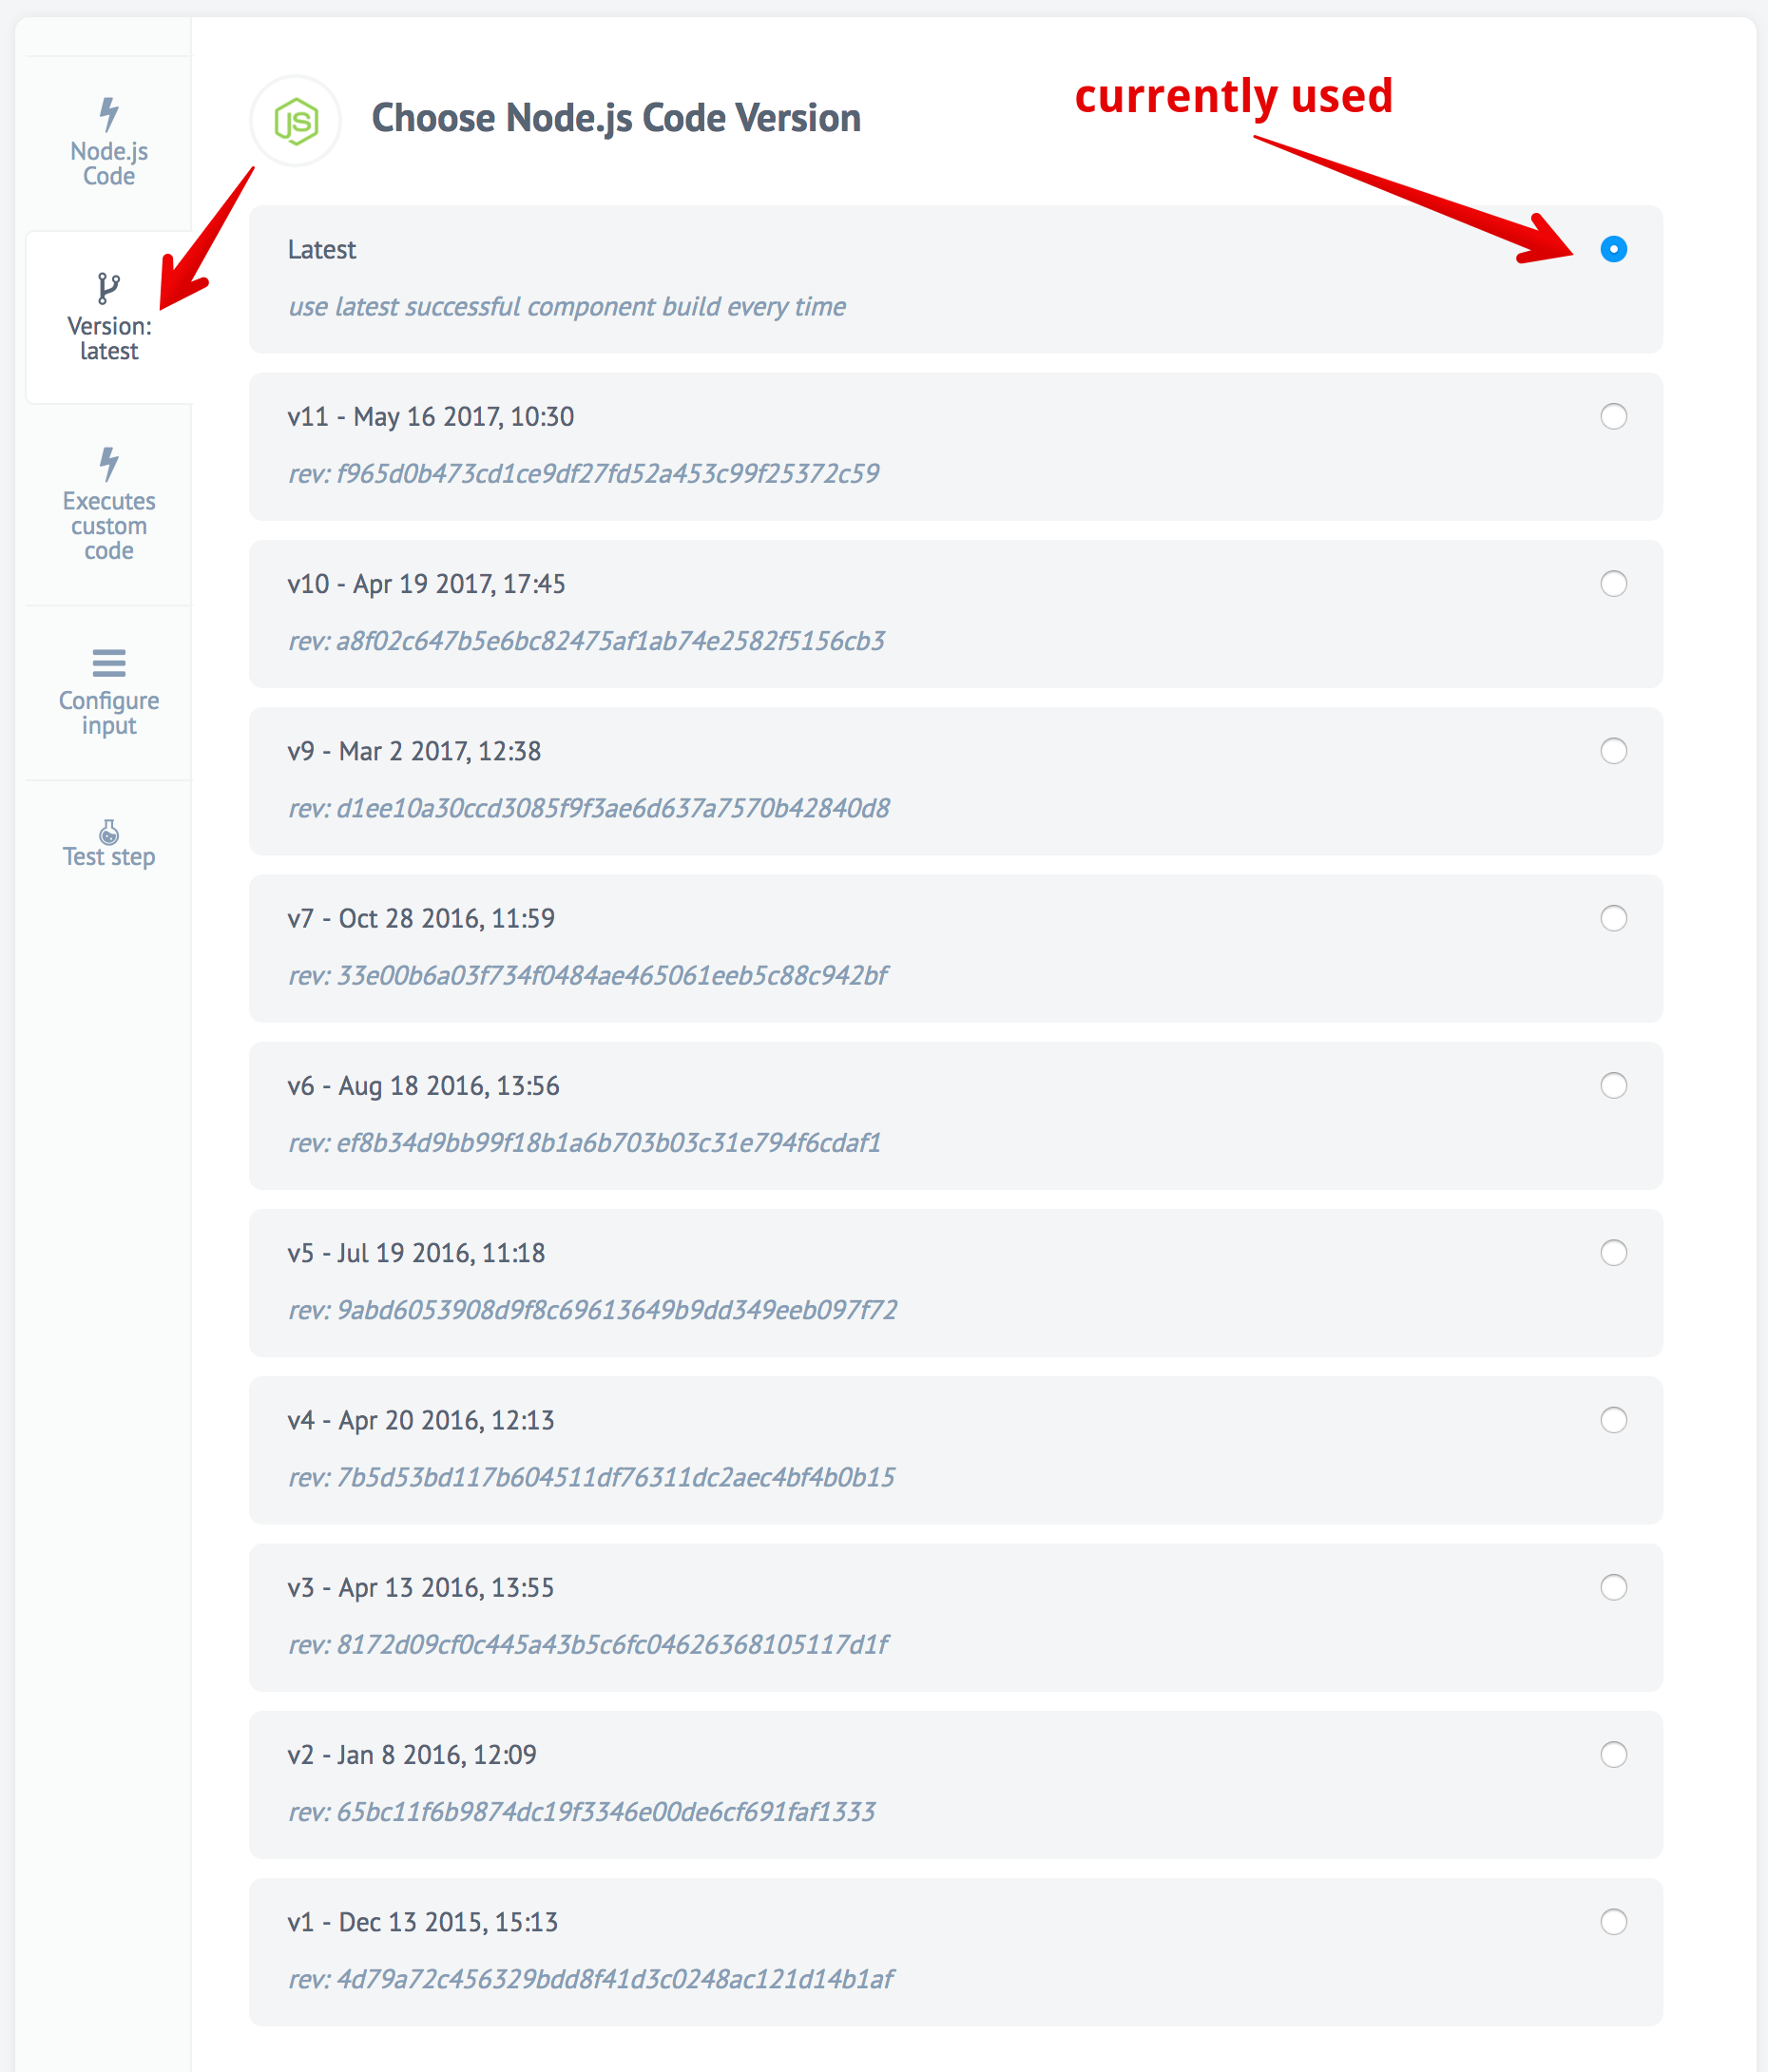 Node.js
Code
Version:
latest
Executes
custom
code
Configure
input
Test step
JS
Choose Node.js Code Version
currently used
Latest
use latest successful component build every time
v11 - May 16 2017, 10:30
rev: f965d0b473cd1ce9df27fd52a453c99f25372c59
v10 - Apr 19 2017, 17:45
rev: a8f02c647b5e6bc82475af1ab74e2582f5156cb3
v9 - Mar 2 2017, 12:38
rev: d1ee10a30ccd3085f9f3ae6d637a7570b42840d8
v7 - Oct 28 2016, 11:59
rev: 33e00b6a03f734f0484ae465061eeb5c88c942bf
v6 - Aug 18 2016, 13:56
rev: ef8b34d9bb99f18b1a6b703b03c31e794f6cdaf1
v5 - Jul 19 2016, 11:18
rev: 9abd6053908d9f8c69613649b9dd349eeb097f72
v4 - Apr 20 2016, 12:13
rev: 7b5d53bd117b604511df76311dc2aec4bf4b0b15
v3 - Apr 13 2016, 13:55
rev: 8172d09cf0c445a43b5c6fc04626368105117d1f
v2 - Jan 8 2016, 12:09
rev: 65bc11f6b9874dc19f3346e00de6cf691faf1333
v1 - Dec 13 2015, 15:13
rev: 4d79a72c456329bdd8f41d3c0248ac121d14b1af